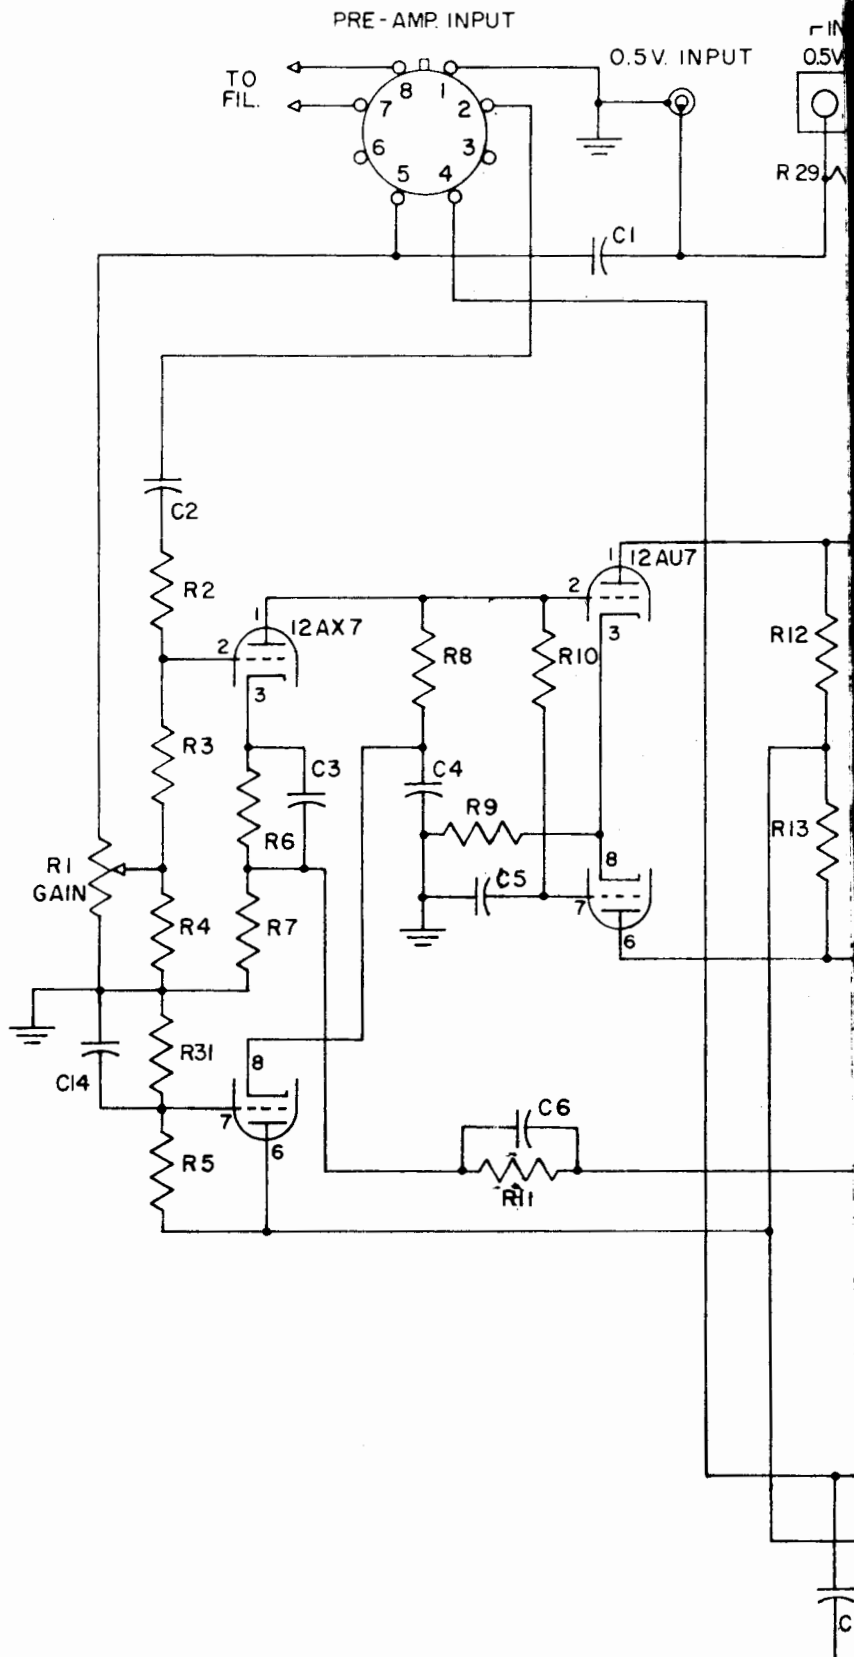 PRE-AMP. INPUT
IN
0.5V. INPUT
0.5V
TO
FIL.
8 1
7 2
6 3
5 4
R29
C1
C2
R2
1
12AU7
2
3
1
12AX7
2
3
R8
R10
R12
R3
C3
C4
R9
R6
R13
8
R1
GAIN
C5
7
R4
R7
6
R31
8
C14
7
6
C6
R5
R11
C